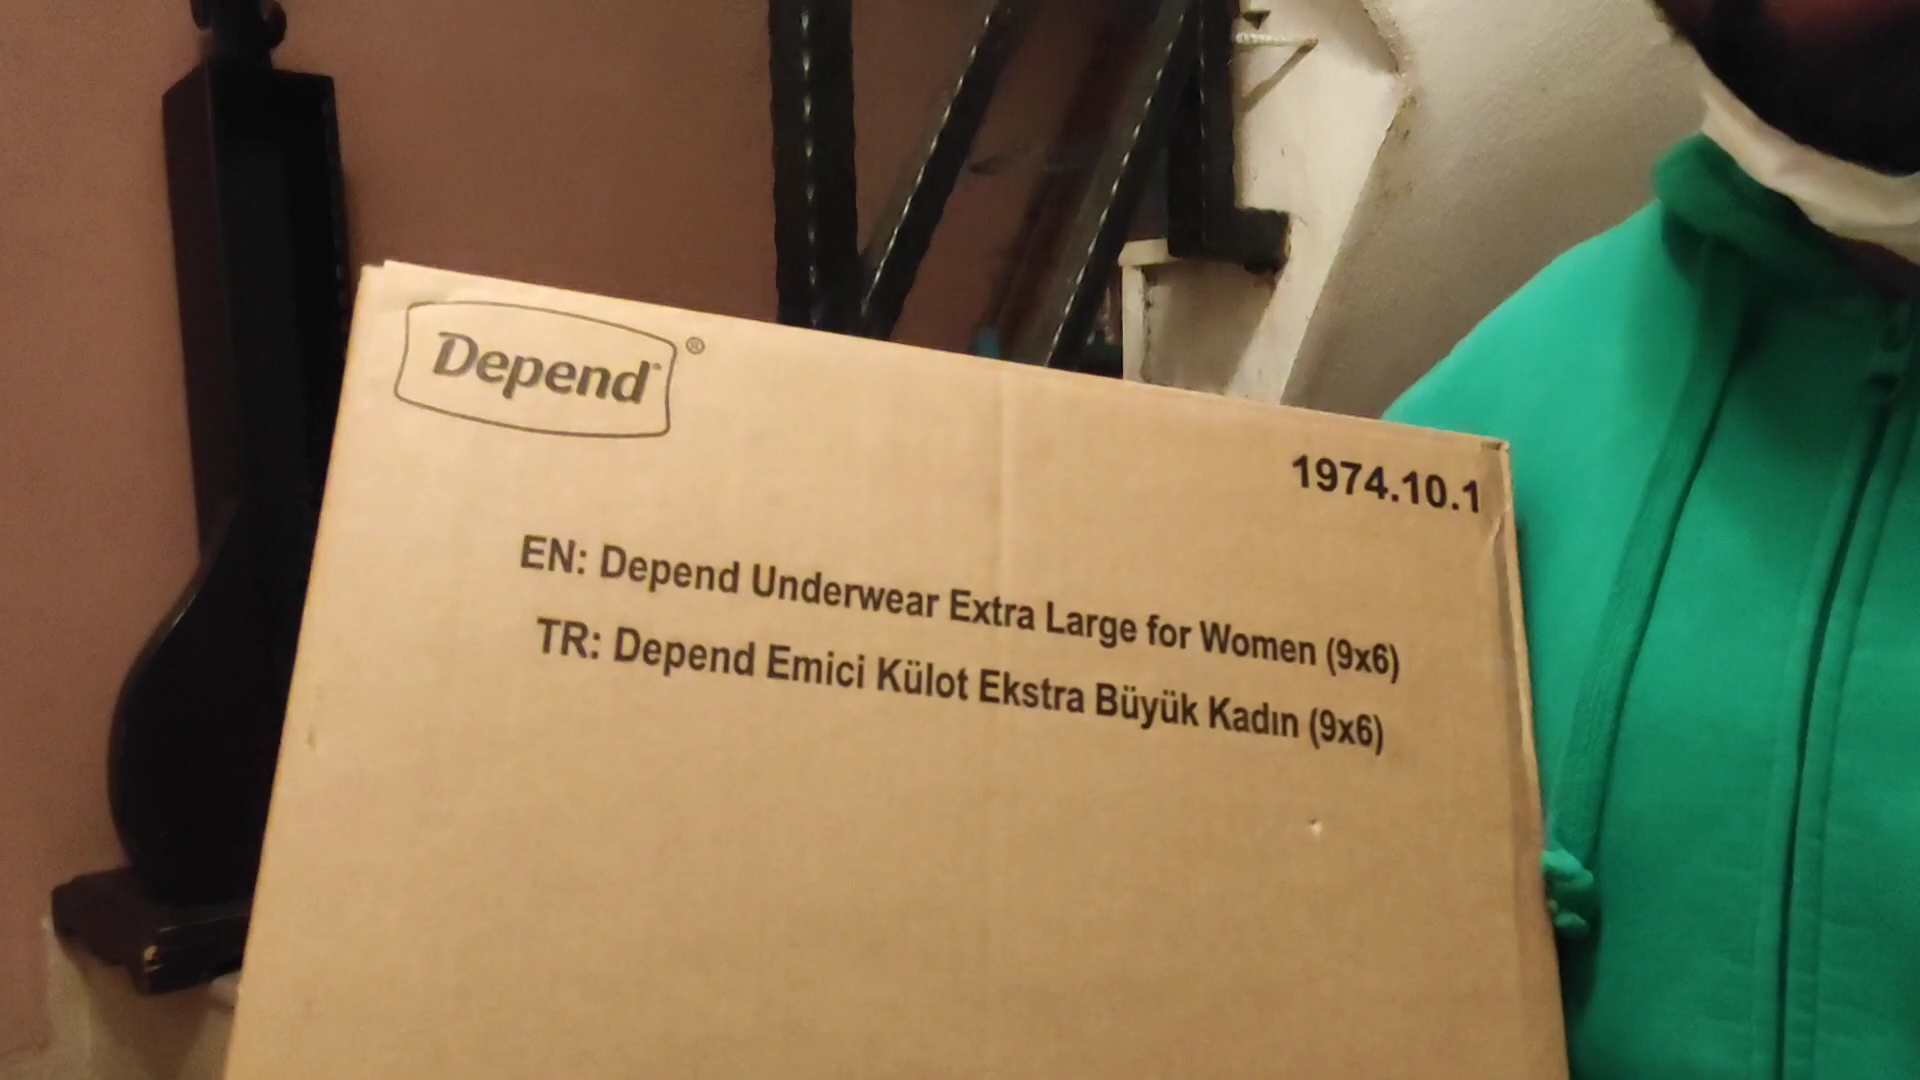 Depend®
1974.10.1
EN: Depend Underwear Extra Large for Women (9x6)
TR: Depend Emici Külot Ekstra Büyük Kadın (9x6)